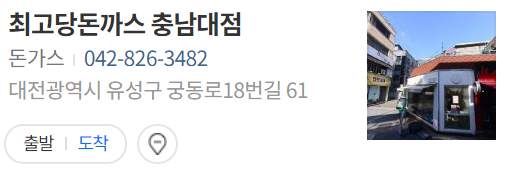 최고당돈까스 충남대점
돈가스 042-826-3482
대전광역시 유성구 궁동로18번길 61
출발 도착